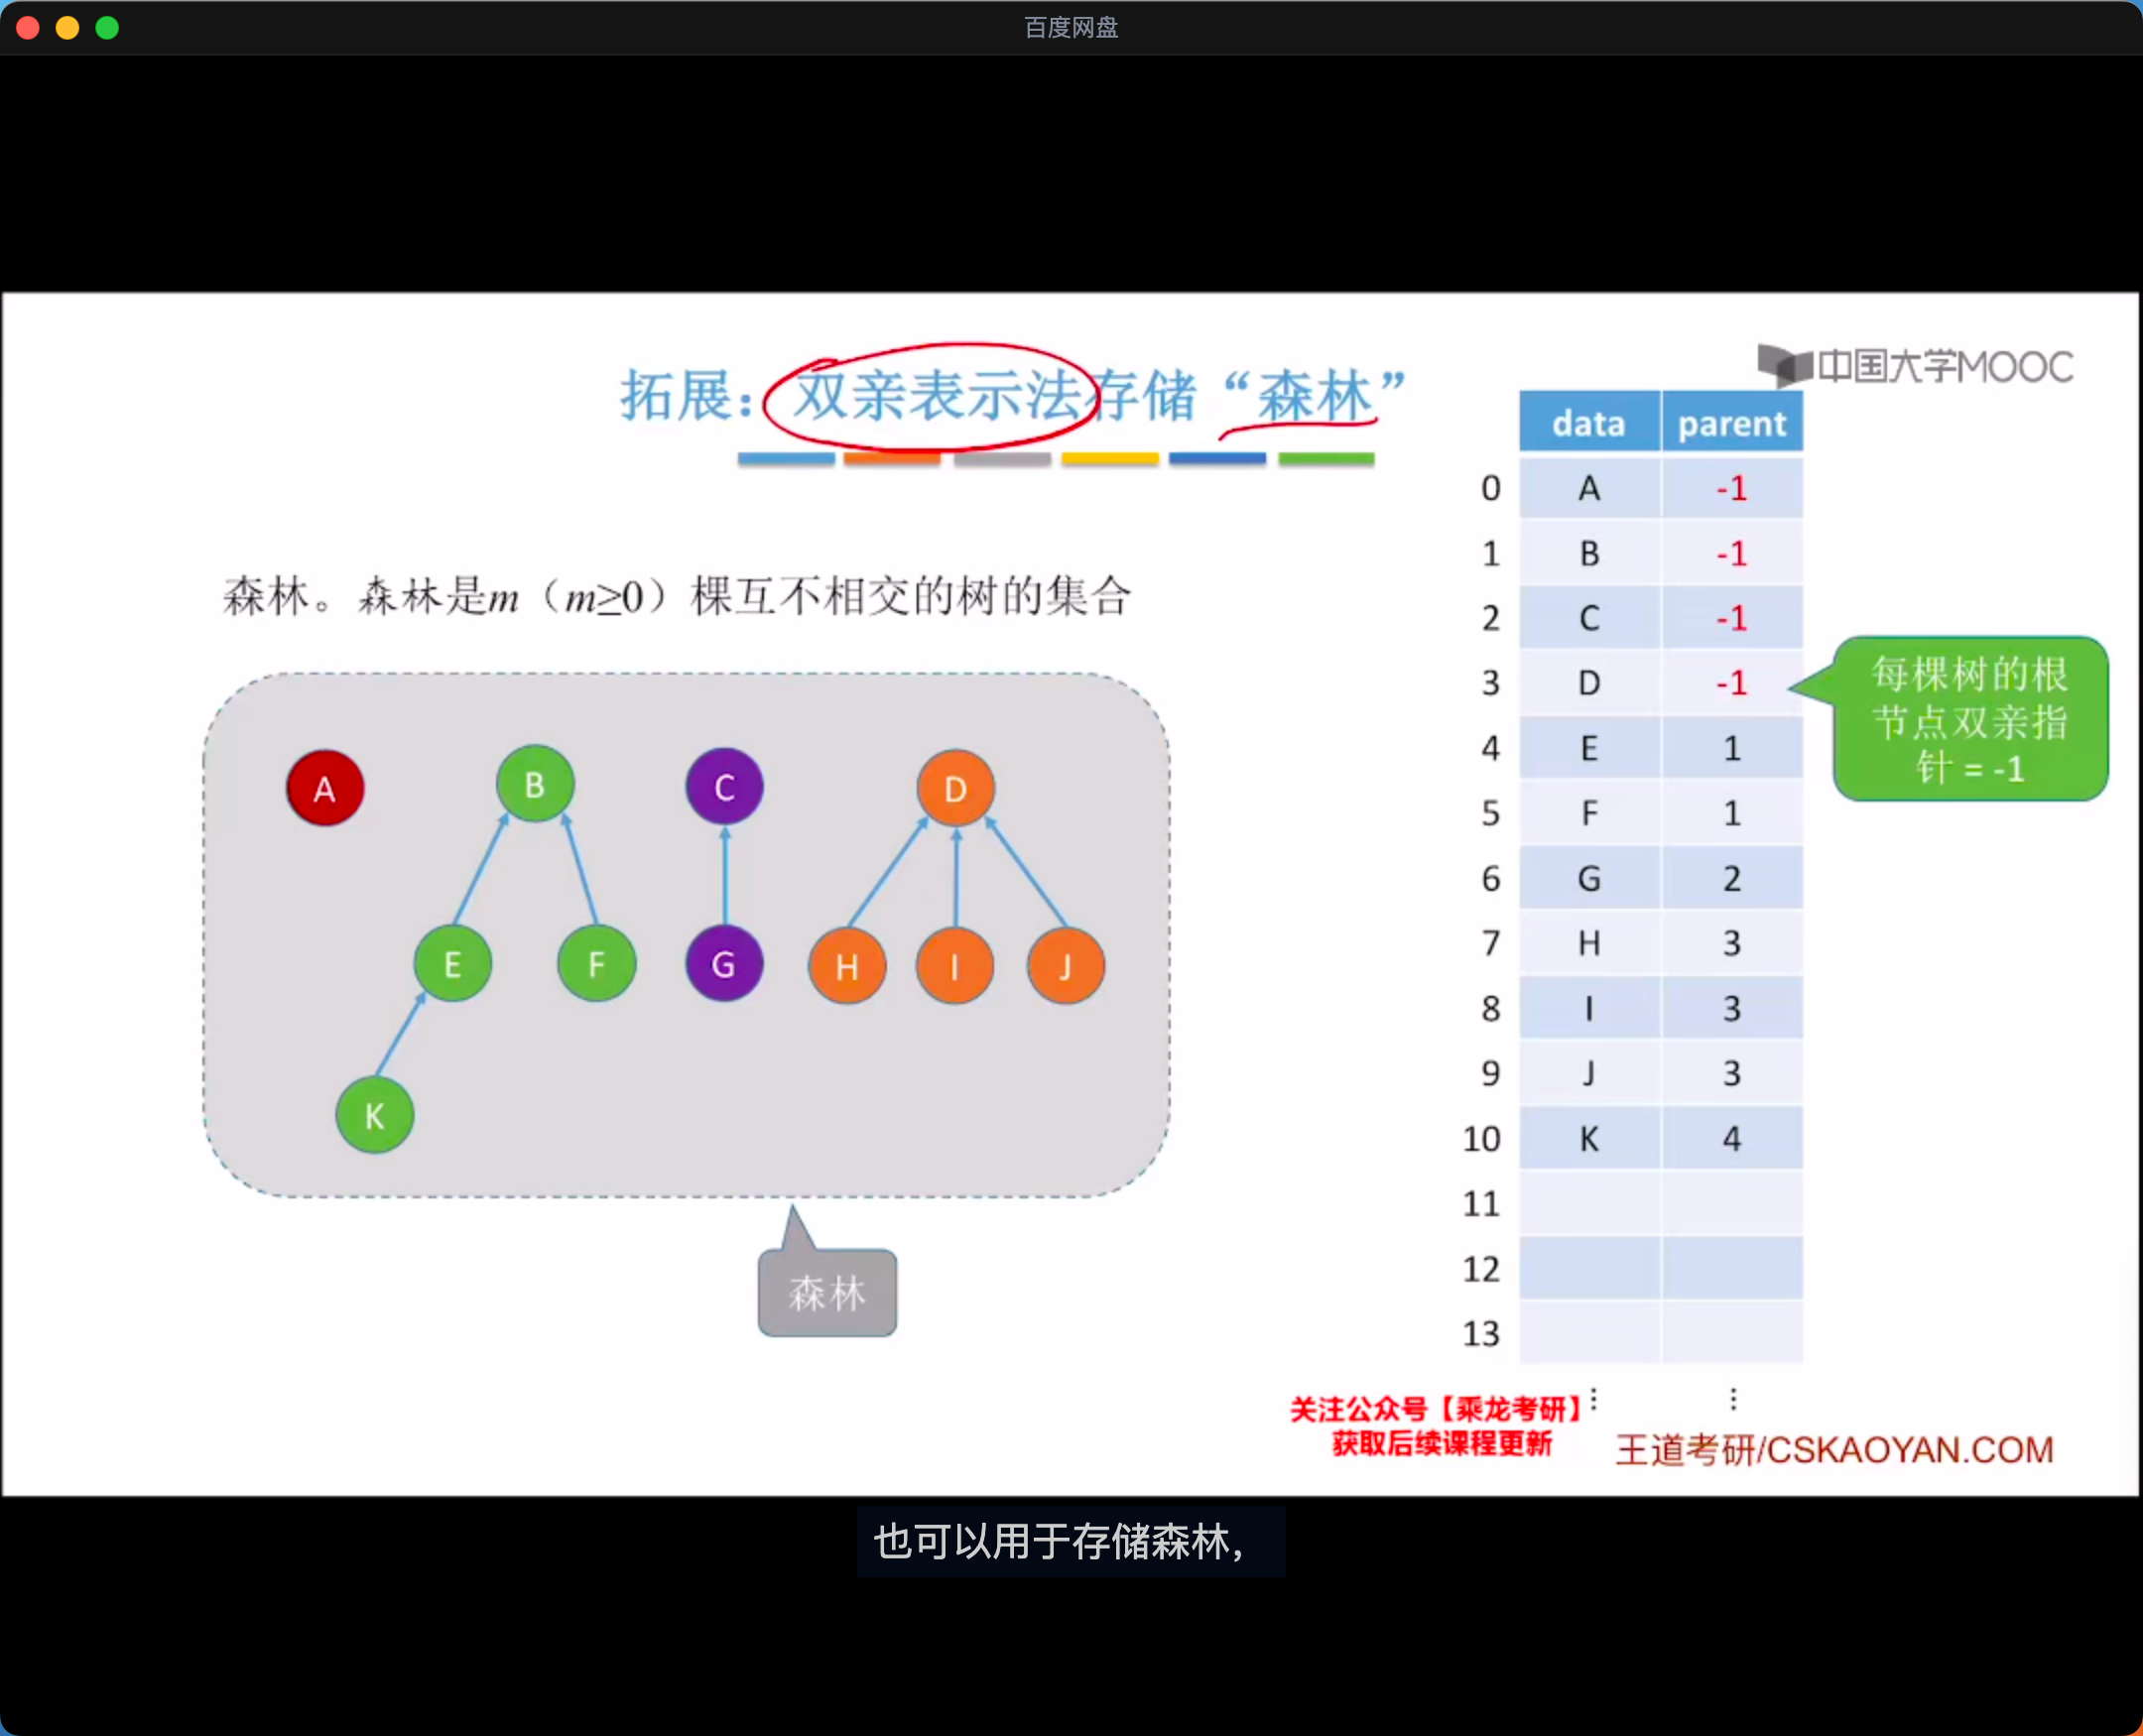 百度网盘
中国大学MOOC
拓展：双亲表示法存储“森林”
森林。森林是m（m≥0）棵互不相交的树的集合
A
B
C
D
E
F
G
H
I
J
K
森林
data parent
0 A -1
1 B -1
2 C -1
3 D -1
4 E 1
5 F 1
6 G 2
7 H 3
8 I 3
9 J 3
10 K 4
11
12
13
⋮ ⋮
每棵树的根
节点双亲指
针 = -1
关注公众号【乘龙考研】
获取后续课程更新
王道考研/CSKAOYAN.COM
也可以用于存储森林，